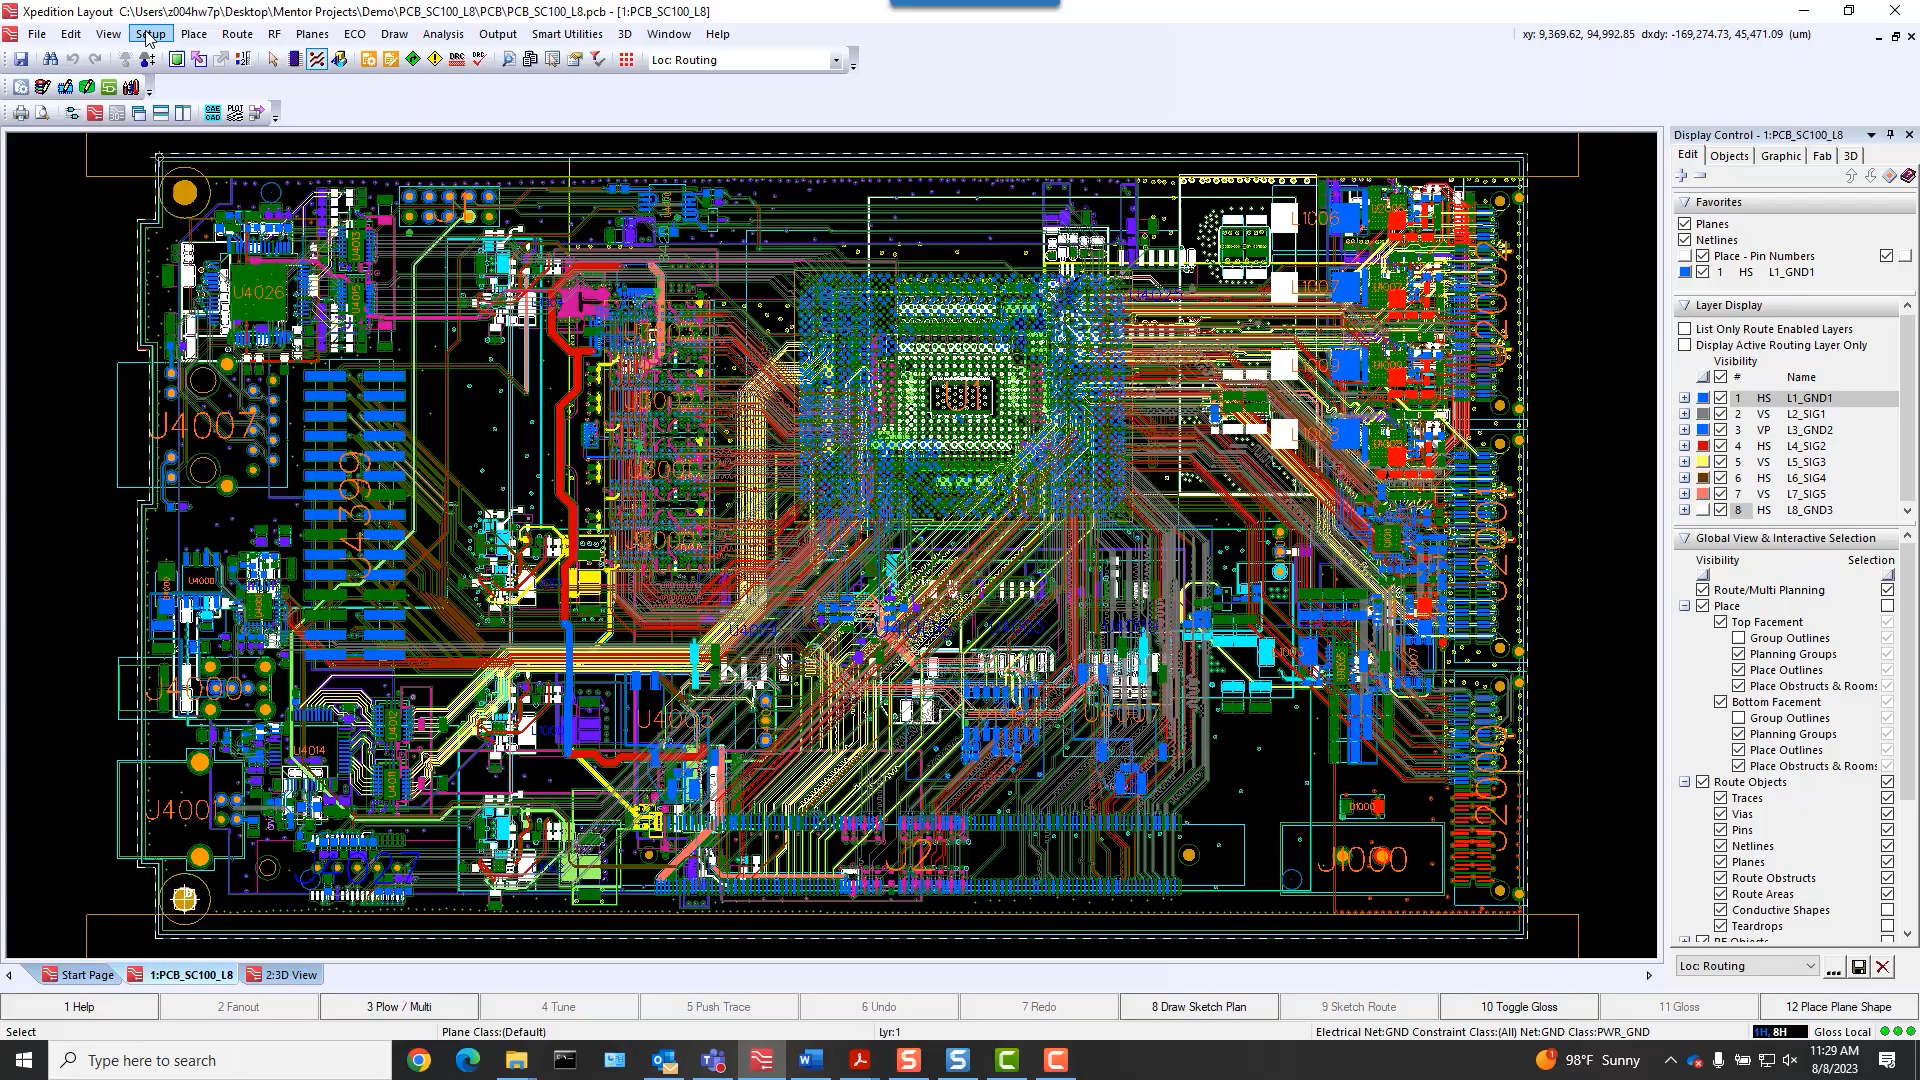 Xpedition Layout  C:\Users\z004hw7p\Desktop\Mentor Projects\Demo\PCB_SC100_L8\PCB\PCB_SC100_L8.pcb - [1:PCB_SC100_L8]
File Edit View Setup Place Route RF Planes ECO Draw Analysis Output Smart Utilities 3D Window Help
xy: 9,369.62, 94,992.85 dxdy: -169,274.73, 45,471.09 (um)
Loc: Routing
Display Control - 1:PCB_SC100_L8
Edit Objects Graphic Fab 3D
Favorites
Planes
Netlines
Place - Pin Numbers
1 HS L1_GND1
Layer Display
List Only Route Enabled Layers
Display Active Routing Layer Only
Visibility
# Name
1 HS L1_GND1
2 VS L2_SIG1
3 VP L3_GND2
4 HS L4_SIG2
5 VS L5_SIG3
6 HS L6_SIG4
7 VS L7_SIG5
8 HS L8_GND3
Global View & Interactive Selection
Visibility Selection
Route/Multi Planning
Place
Top Facement
Group Outlines
Planning Groups
Place Outlines
Place Obstructs & Rooms
Bottom Facement
Group Outlines
Planning Groups
Place Outlines
Place Obstructs & Rooms
Route Objects
Traces
Vias
Pins
Netlines
Planes
Route Obstructs
Route Areas
Conductive Shapes
Teardrops
Loc: Routing
U4026
J4007
U4014
U4000
L1006
L1007
J1000
D1000
Start Page 1:PCB_SC100_L8 2:3D View
1 Help 2 Fanout 3 Plow / Multi 4 Tune 5 Push Trace 6 Undo 7 Redo 8 Draw Sketch Plan 9 Sketch Route 10 Toggle Gloss 11 Gloss 12 Place Plane Shape
Select Plane Class:(Default) Lyr:1 Electrical Net:GND Constraint Class:(All) Net:GND Class:PWR_GND 1H, 8H Gloss Local
Type here to search
98°F Sunny
11:29 AM
8/8/2023